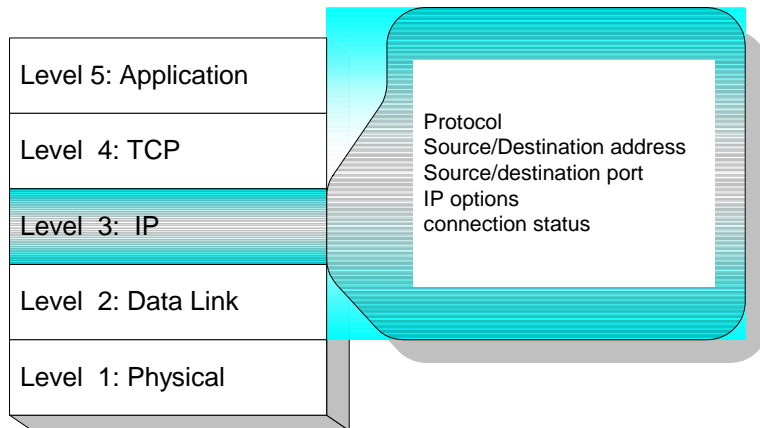 Level 5: Application
Level 4: TCP
Level 3: IP
Level 2: Data Link
Level 1: Physical
Protocol
Source/Destination address
Source/destination port
IP options
connection status